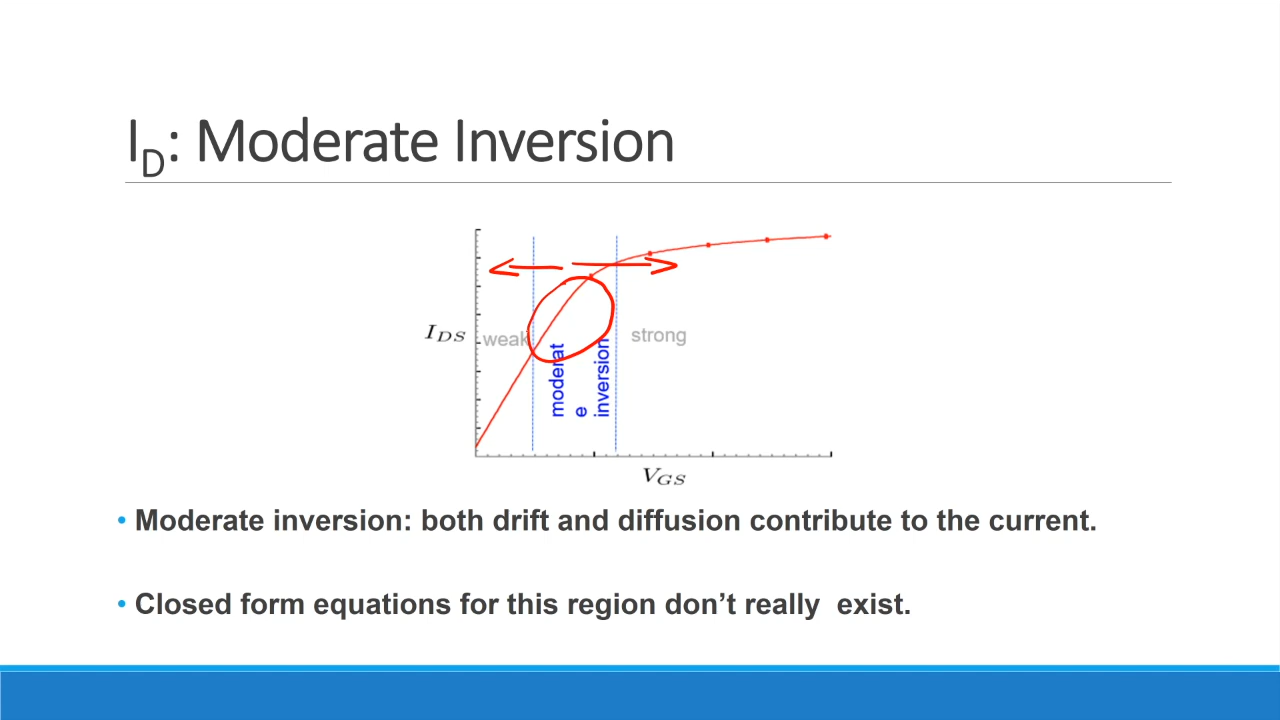 I_D: Moderate Inversion
I_DS
weak
moderat
e
inversion
strong
V_GS
• Moderate inversion: both drift and diffusion contribute to the current.
• Closed form equations for this region don’t really exist.